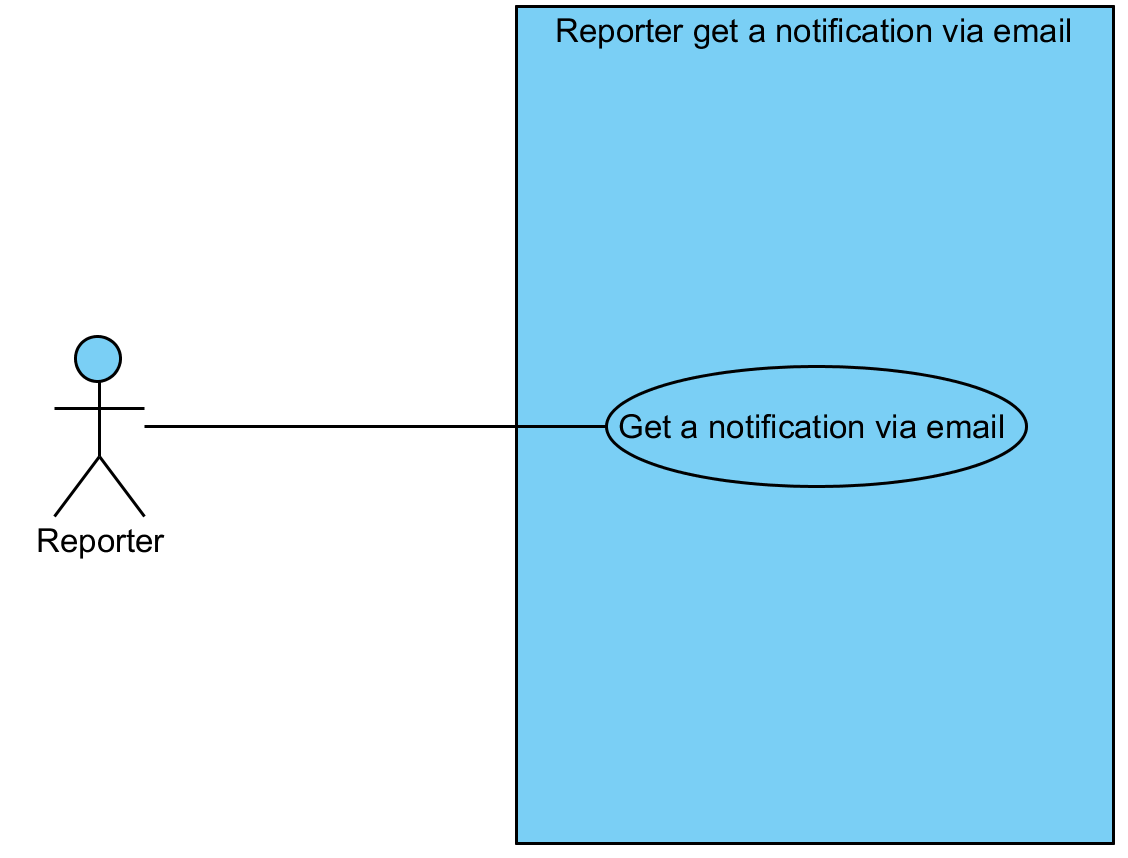 Reporter get a notification via email
Get a notification via email
Reporter